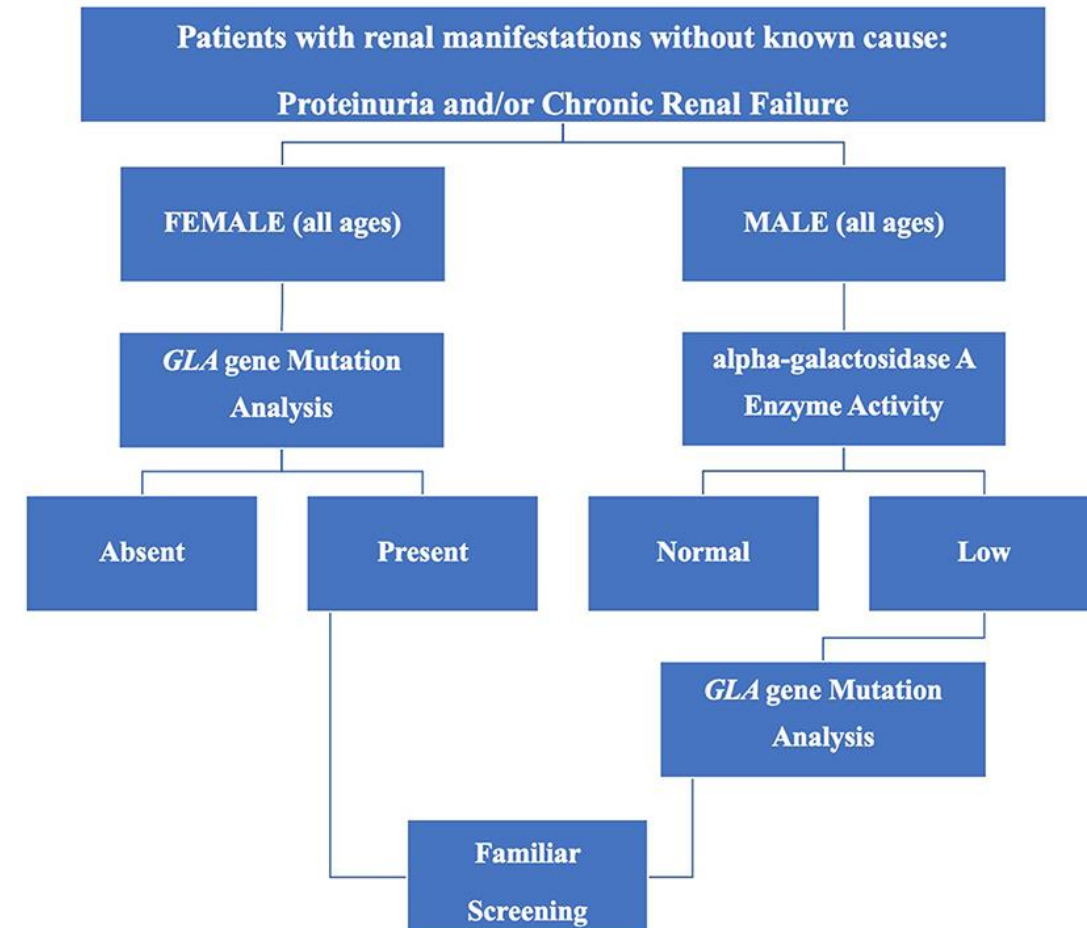 Patients with renal manifestations without known cause:
Proteinuria and/or Chronic Renal Failure
FEMALE (all ages)
MALE (all ages)
GLA gene Mutation
Analysis
alpha-galactosidase A
Enzyme Activity
Absent
Present
Normal
Low
GLA gene Mutation
Analysis
Familiar
Screening